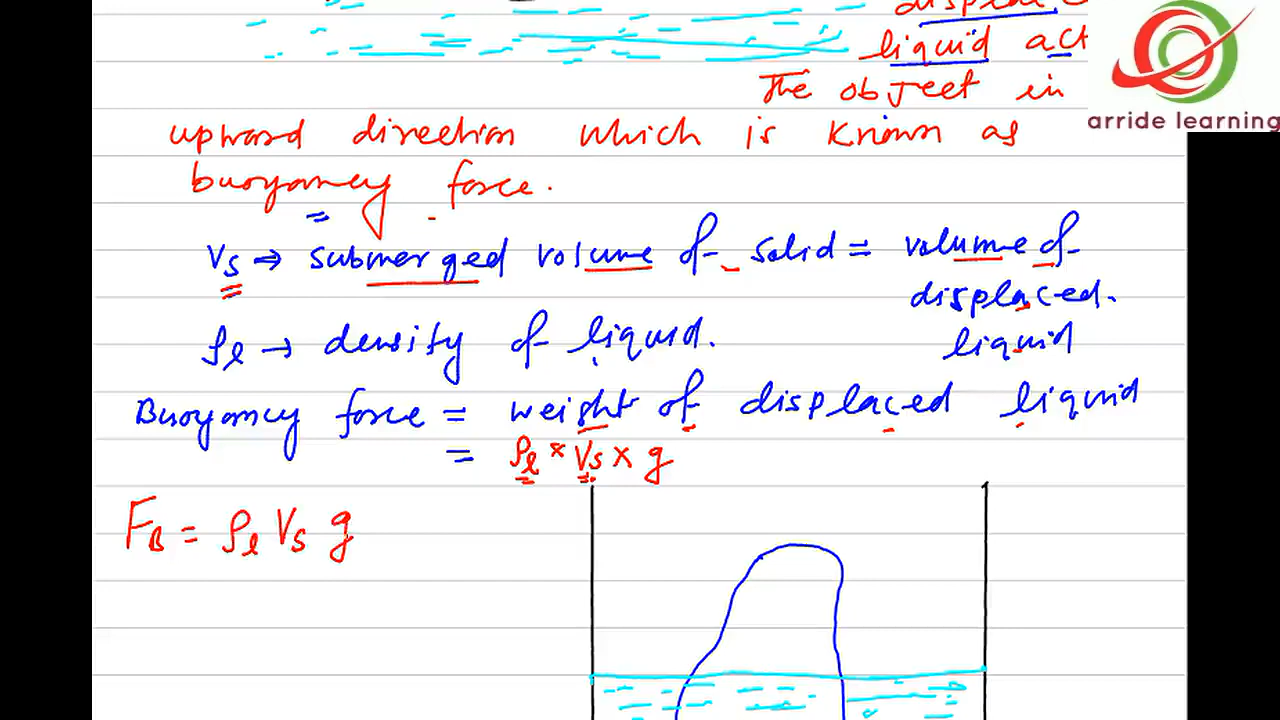 liquid act
The object in
arride learning
upward direction which is known as
buoyancy force.
Vs ⇒ submerged volume of solid = volume of
displaced.
liquid
ρl → density of liquid.
Buoyancy force = weight of displaced liquid
= ρl × Vs × g
FB = ρl Vs g